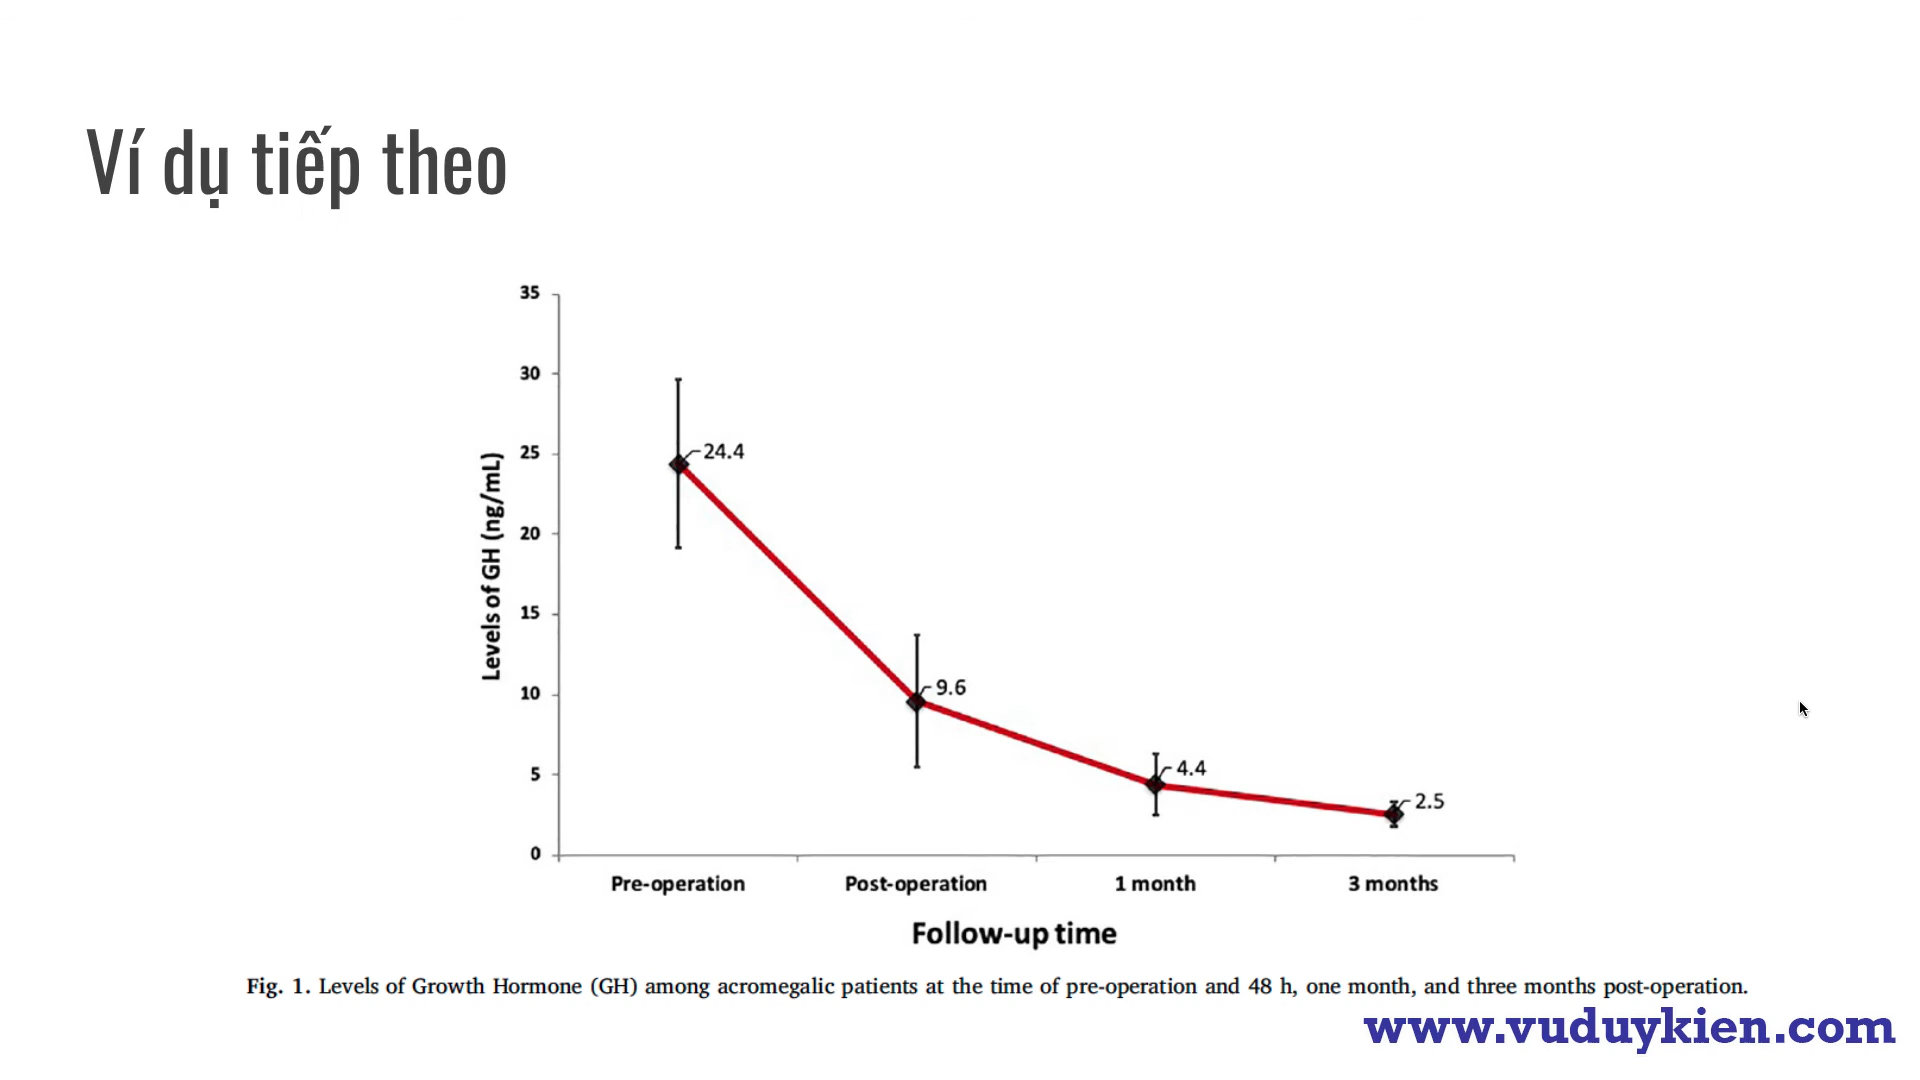 Ví dụ tiếp theo
35
30
25
20
15
10
5
0
Levels of GH (ng/mL)
24.4
9.6
4.4
2.5
Pre-operation
Post-operation
1 month
3 months
Follow-up time
Fig. 1. Levels of Growth Hormone (GH) among acromegalic patients at the time of pre-operation and 48 h, one month, and three months post-operation.
www.vuduykien.com